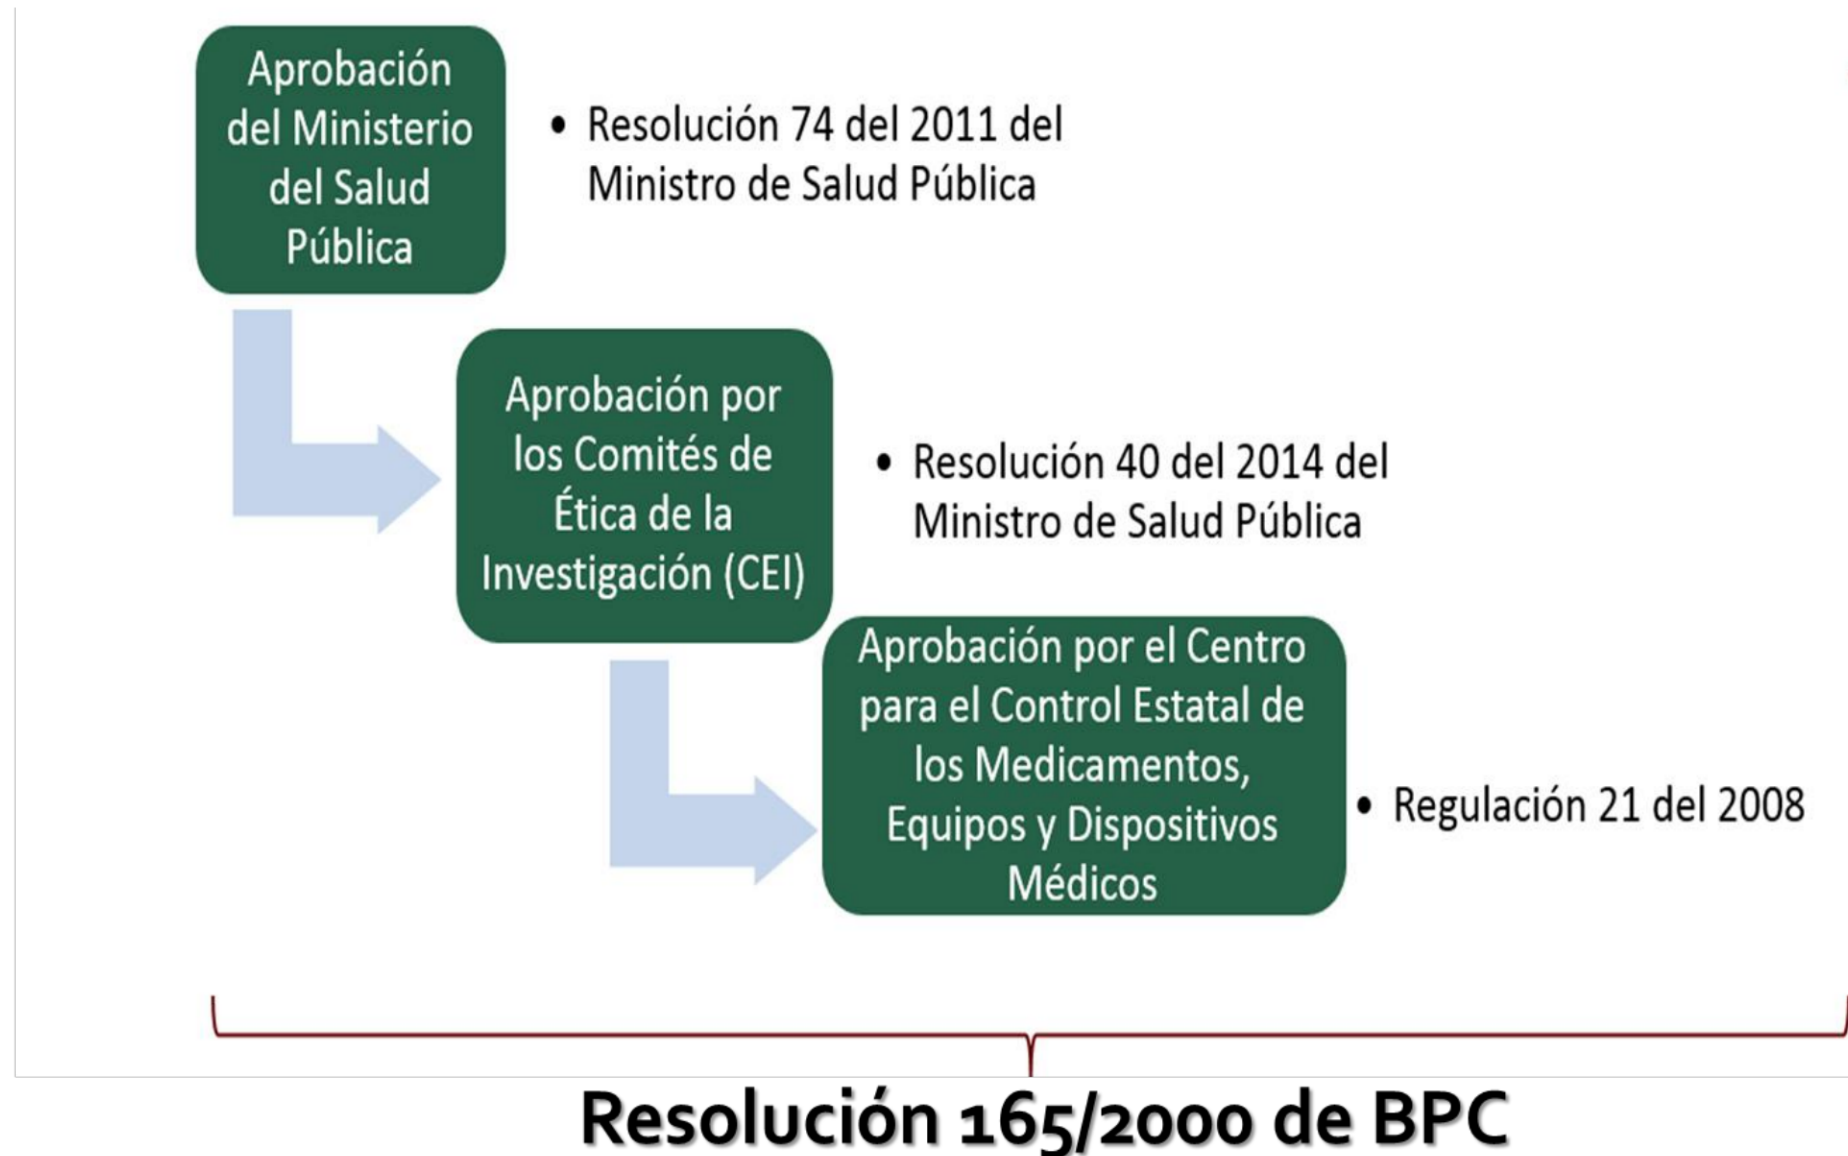 Aprobación
del Ministerio
del Salud
Pública
• Resolución 74 del 2011 del
Ministro de Salud Pública
Aprobación por
los Comités de
Ética de la
Investigación (CEI)
• Resolución 40 del 2014 del
Ministro de Salud Pública
Aprobación por el Centro
para el Control Estatal de
los Medicamentos,
Equipos y Dispositivos
Médicos
• Regulación 21 del 2008
Resolución 165/2000 de BPC